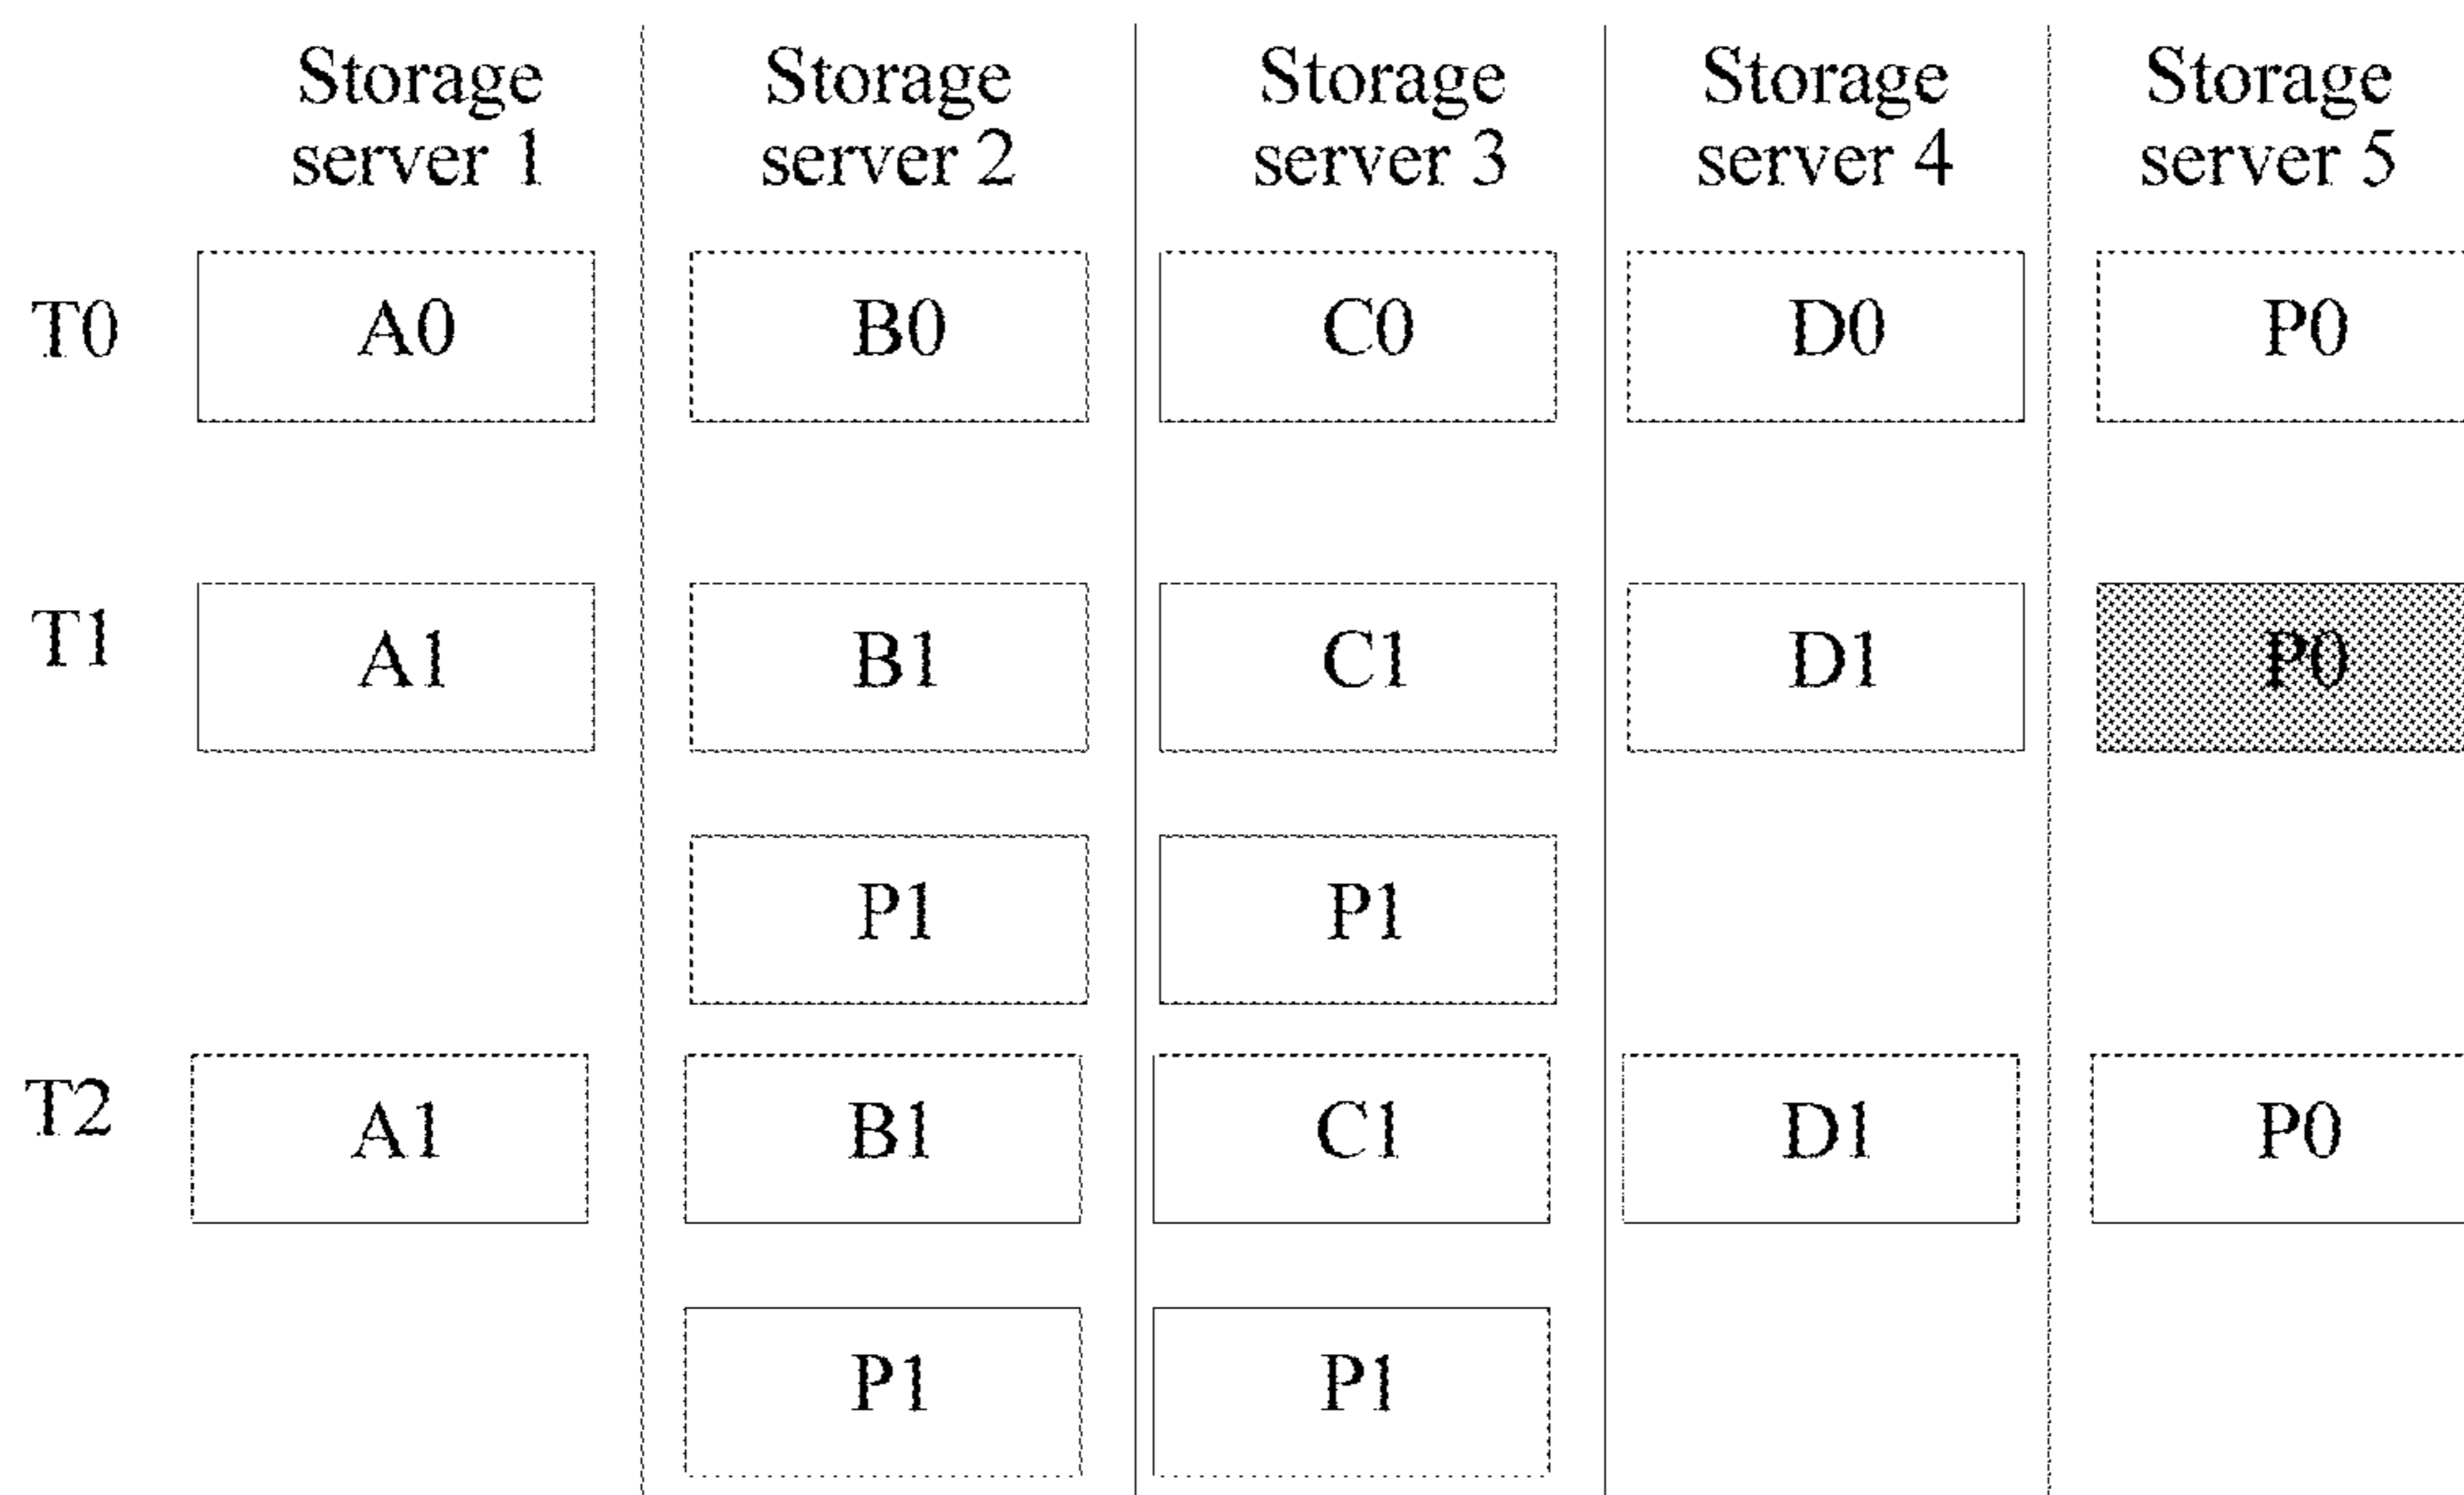 Storage server 1
Storage server 2
Storage server 3
Storage server 4
Storage server 5
T0 A0 B0 C0 D0 P0
T1 A1 B1 C1 D1 P0
P1 P1
T2 A1 B1 C1 D1 P0
P1 P1